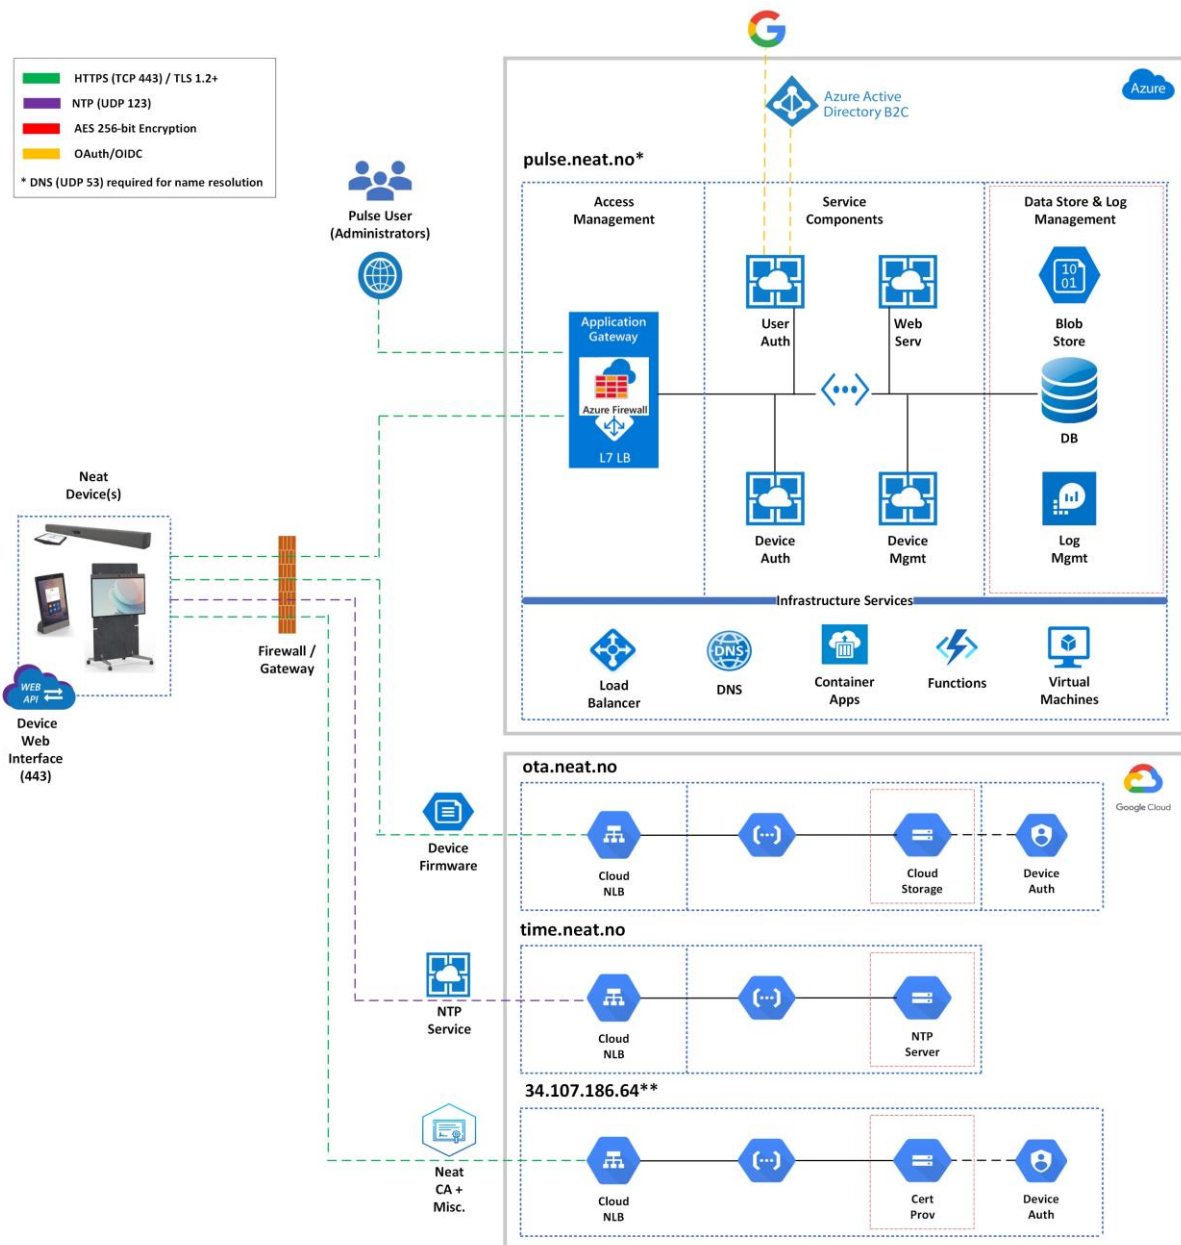 HTTPS (TCP 443) / TLS 1.2+
NTP (UDP 123)
AES 256-bit Encryption
OAuth/OIDC
* DNS (UDP 53) required for name resolution
Azure Active
Directory B2C
Azure
pulse.neat.no*
Pulse User
(Administrators)
Access
Management
Service
Components
Data Store & Log
Management
10
01
Application
Gateway
Azure Firewall
L7 LB
User
Auth
Web
Serv
Blob
Store
DB
Device
Auth
Device
Mgmt
Log
Mgmt
Neat
Device(s)
Firewall /
Gateway
WEB
API
Device
Web
Interface
(443)
Infrastructure Services
Load
Balancer
DNS
DNS
Container
Apps
Functions
Virtual
Machines
ota.neat.no
Google Cloud
Device
Firmware
Cloud
NLB
Cloud
Storage
Device
Auth
time.neat.no
NTP
Service
Cloud
NLB
NTP
Server
34.107.186.64**
Neat
CA +
Misc.
Cloud
NLB
Cert
Prov
Device
Auth